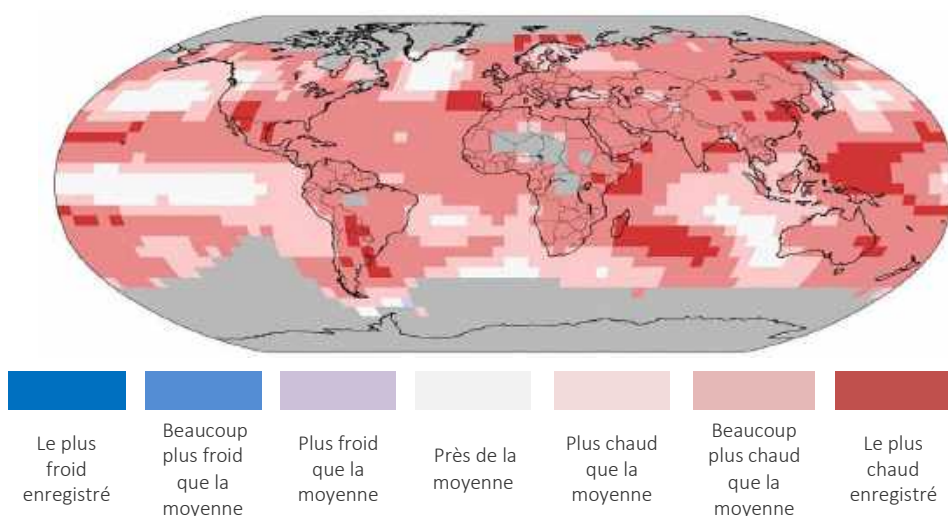 Le plus
froid
enregistré
Beaucoup
plus froid
que la
moyenne
Plus froid
que la
moyenne
Près de la
moyenne
Plus chaud
que la
moyenne
Beaucoup
plus chaud
que la
moyenne
Le plus
chaud
enregistré